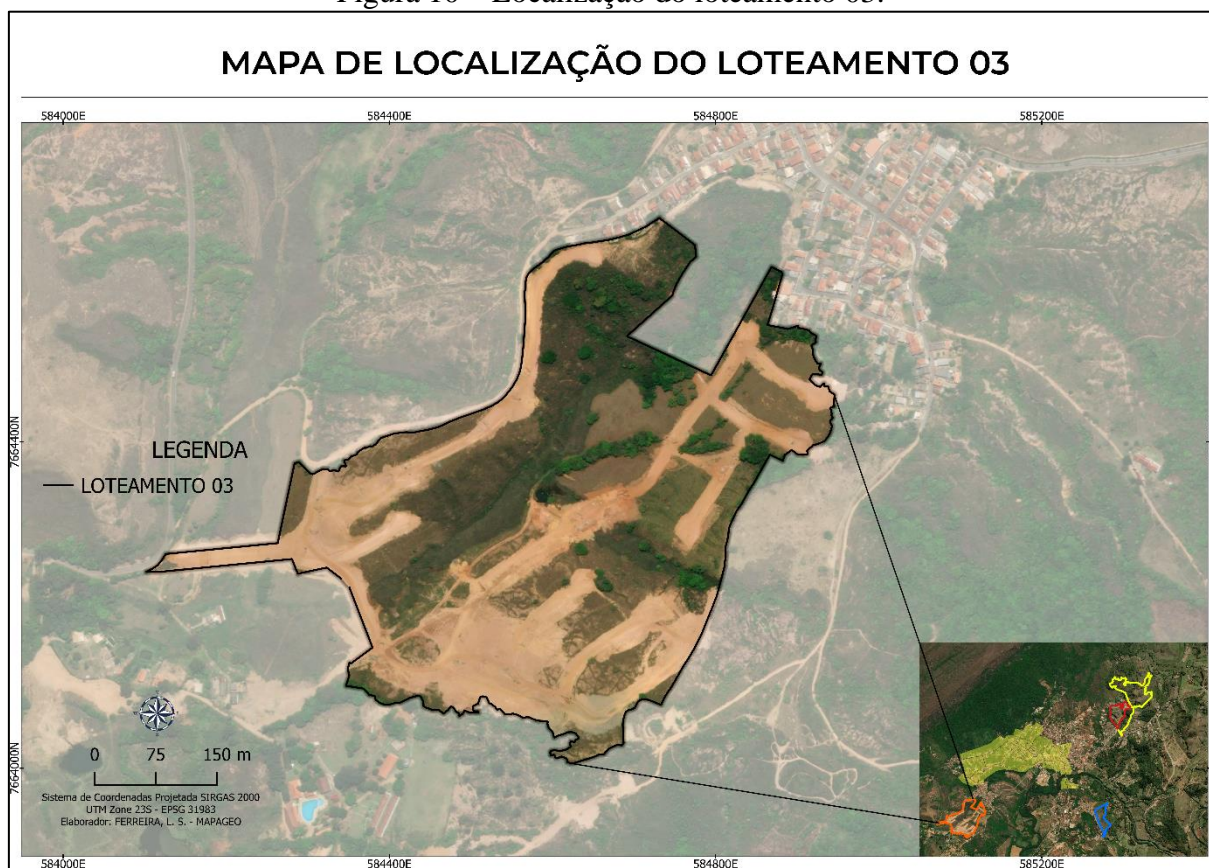 Figura 10 – Localização do loteamento 03.
MAPA DE LOCALIZAÇÃO DO LOTEAMENTO 03
584000E 584400E 584800E 585200E
7664400N
LEGENDA
LOTEAMENTO 03
7664000N
0 75 150 m
Sistema de Coordenadas Projetada SIRGAS 2000
UTM Zone 23S - EPSG 31983
Elaborador: FERREIRA, L. S. - MAPAGEO
584000E 584400E 584800E 585200E